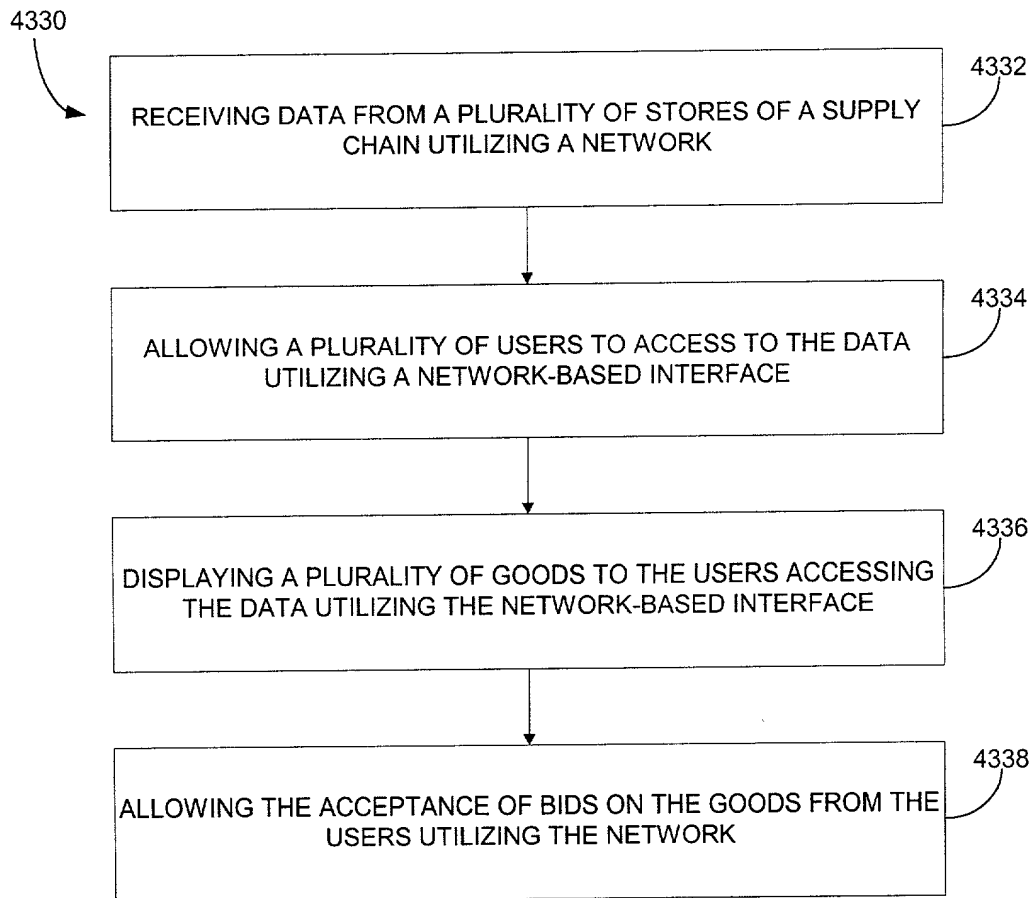 4330
4332
RECEIVING DATA FROM A PLURALITY OF STORES OF A SUPPLY
CHAIN UTILIZING A NETWORK
4334
ALLOWING A PLURALITY OF USERS TO ACCESS TO THE DATA
UTILIZING A NETWORK-BASED INTERFACE
4336
DISPLAYING A PLURALITY OF GOODS TO THE USERS ACCESSING
THE DATA UTILIZING THE NETWORK-BASED INTERFACE
4338
ALLOWING THE ACCEPTANCE OF BIDS ON THE GOODS FROM THE
USERS UTILIZING THE NETWORK